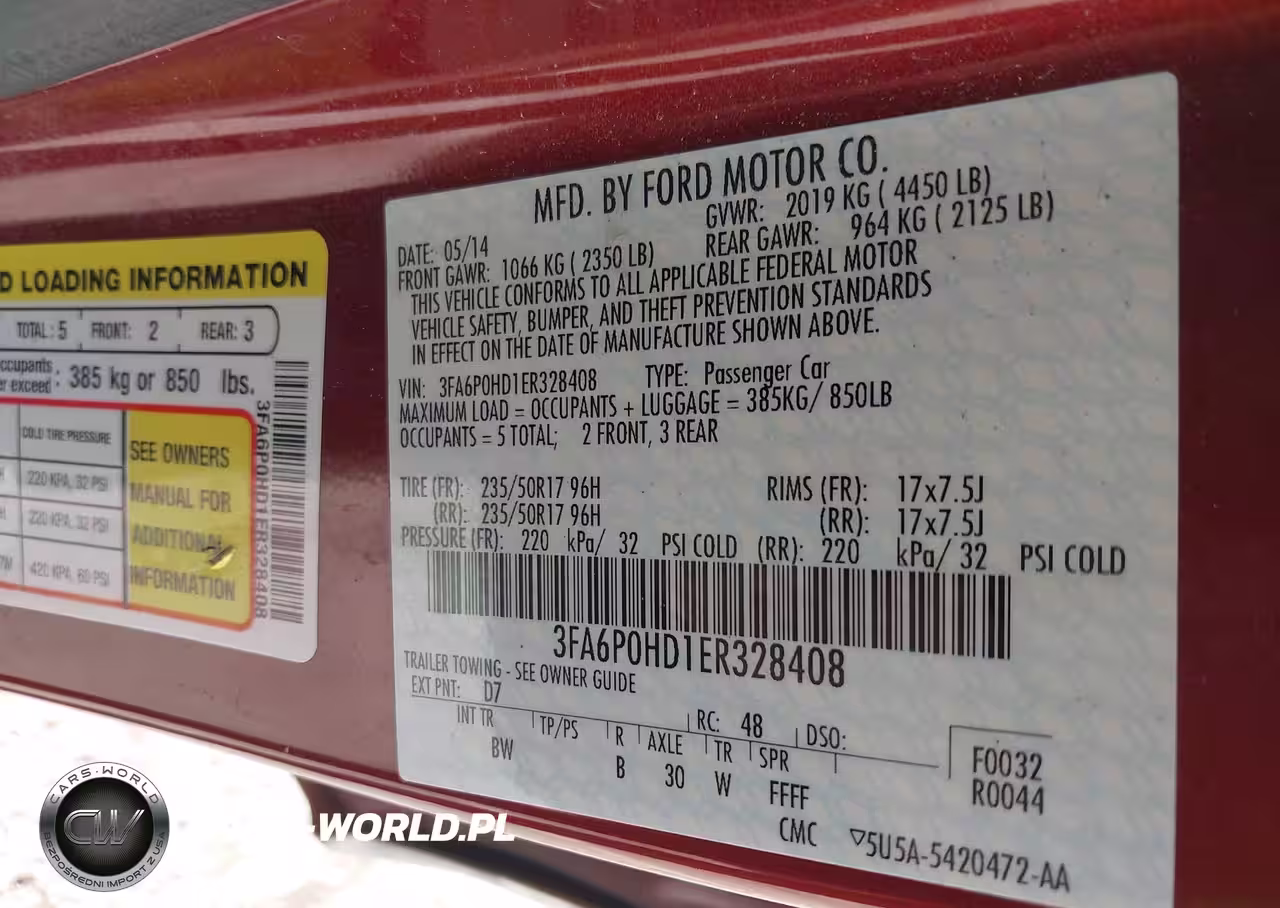 D LOADING INFORMATION
TOTAL: 5 FRONT: 2 REAR: 3
ccupants
er exceed : 385 kg or 850 lbs.
COLD TIRE PRESSURE
220 KPA, 32 PSI
220 KPA, 32 PSI
420 KPA, 60 PSI
SEE OWNERS
MANUAL FOR
ADDITIONAL
INFORMATION
3FA6P0HD1ER328408
MFD. BY FORD MOTOR CO.
DATE: 05/14 GVWR: 2019 KG ( 4450 LB)
FRONT GAWR: 1066 KG ( 2350 LB) REAR GAWR: 964 KG ( 2125 LB)
THIS VEHICLE CONFORMS TO ALL APPLICABLE FEDERAL MOTOR
VEHICLE SAFETY, BUMPER, AND THEFT PREVENTION STANDARDS
IN EFFECT ON THE DATE OF MANUFACTURE SHOWN ABOVE.
VIN: 3FA6P0HD1ER328408 TYPE: Passenger Car
MAXIMUM LOAD = OCCUPANTS + LUGGAGE = 385KG/ 850LB
OCCUPANTS = 5 TOTAL; 2 FRONT, 3 REAR
TIRE (FR): 235/50R17 96H RIMS (FR): 17x7.5J
(RR): 235/50R17 96H (RR): 17x7.5J
PRESSURE (FR): 220 kPa/ 32 PSI COLD (RR): 220 kPa/ 32 PSI COLD
3FA6P0HD1ER328408
TRAILER TOWING - SEE OWNER GUIDE
EXT PNT: D7 RC: 48 DSO:
INT TR TP/PS R AXLE TR SPR
BW B 30 W FFFF
F0032
R0044
CMC ▽5U5A-5420472-AA
CARS-WORLD
CW
BEZPOŚREDNI IMPORT Z USA
-WORLD.PL